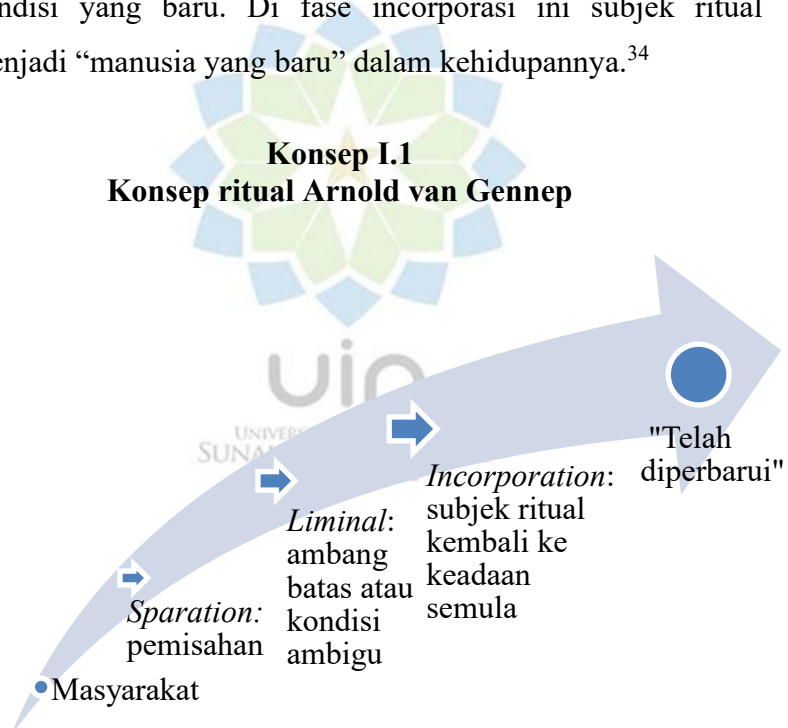 ndisi yang baru. Di fase incorporasi ini subjek ritual
enjadi “manusia yang baru” dalam kehidupannya.34
Konsep I.1
Konsep ritual Arnold van Gennep
uin
"Telah
diperbarui"
Incorporation:
subjek ritual
kembali ke
keadaan
semula
Liminal:
ambang
batas atau
kondisi
ambigu
Sparation:
pemisahan
Masyarakat